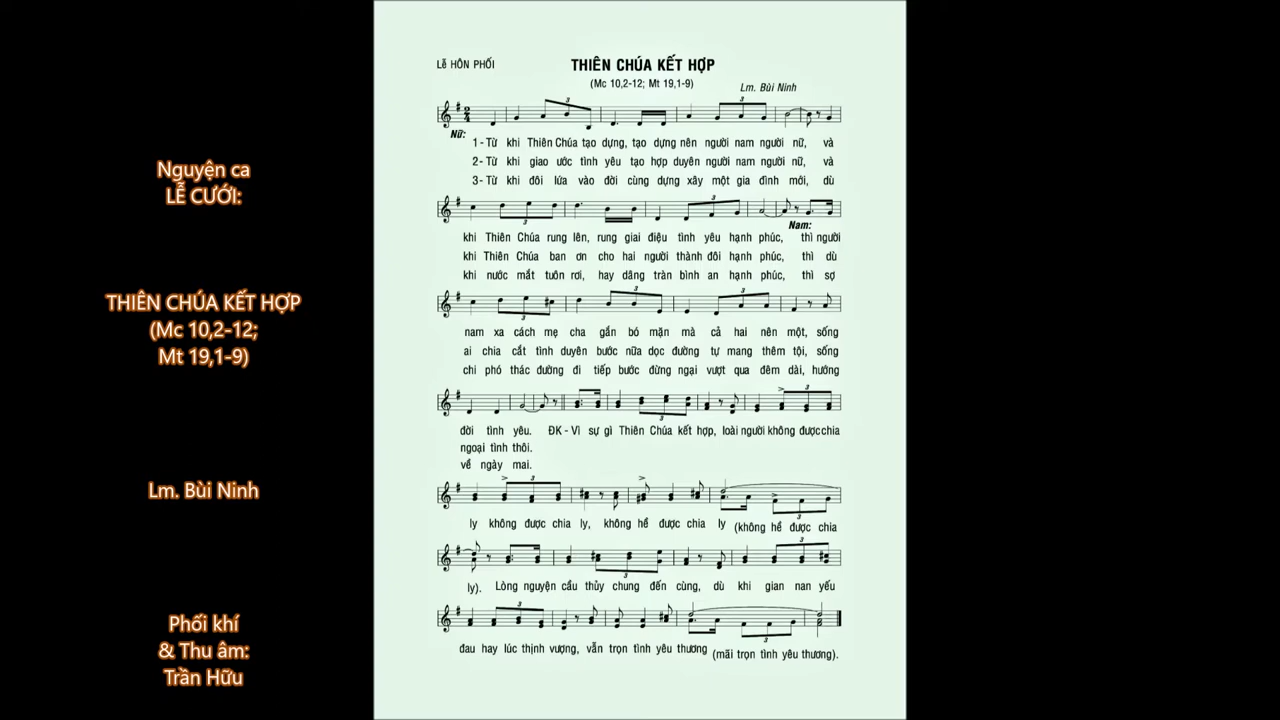 Nguyện ca
LỄ CƯỚI:
THIÊN CHÚA KẾT HỢP
(Mc 10,2-12;
Mt 19,1-9)
Lm. Bùi Ninh
Phối khí
& Thu âm:
Trần Hữu
Lễ HÔN PHỐI
THIÊN CHÚA KẾT HỢP
(Mc 10,2-12; Mt 19,1-9)
Lm. Bùi Ninh
Nữ:
1- Từ khi Thiên Chúa tạo dựng, tạo dựng nên người nam người nữ, và
2- Từ khi giao ước tình yêu tạo hợp duyên người nam người nữ, và
3- Từ khi đôi lứa vào đời cùng dựng xây một gia đình mới, dù
Nam:
khi Thiên Chúa rung lên, rung giai điệu tình yêu hạnh phúc, thì người
khi Thiên Chúa ban ơn cho hai người thành đôi hạnh phúc, thì dù
khi nước mắt tuôn rơi, hay dâng tràn bình an hạnh phúc, thì sợ
nam xa cách mẹ cha gắn bó mặn mà cả hai nên một, sống
ai chia cắt tình duyên bước nữa dọc đường tự mang thêm tội, sống
chi phó thác đường đi tiếp bước đừng ngại vượt qua đêm dài, hướng
đời tình yêu. ĐK - Vì sự gì Thiên Chúa kết hợp, loài người không được chia
ngoại tình thôi.
về ngày mai.
ly không được chia ly, không hề được chia ly (không hề được chia
ly). Lòng nguyện cầu thủy chung đến cùng, dù khi gian nan yếu
đau hay lúc thịnh vượng, vẫn trọn tình yêu thương (mãi trọn tình yêu thương).